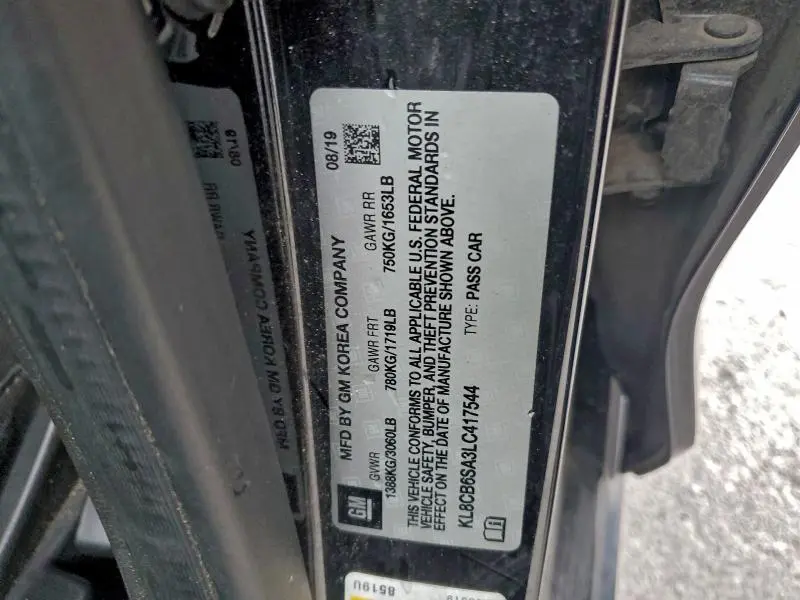 GM
MFD BY GM KOREA COMPANY
08/19
GVWR GAWR FRT GAWR RR
1388KG/3060LB 780KG/1719LB 750KG/1653LB
THIS VEHICLE CONFORMS TO ALL APPLICABLE U.S. FEDERAL MOTOR
VEHICLE SAFETY, BUMPER, AND THEFT PREVENTION STANDARDS IN
EFFECT ON THE DATE OF MANUFACTURE SHOWN ABOVE.
KL8CB6SA3LC417544 TYPE: PASS CAR
8519U